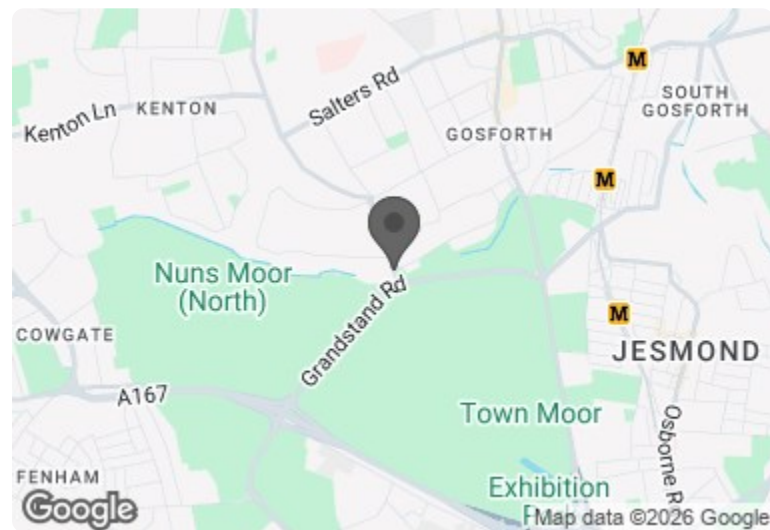 Kenton Ln
KENTON
Salters Rd
M
SOUTH
GOSFORTH
GOSFORTH
M
Nuns Moor
(North)
Grandstand Rd
M
COWGATE
JESMOND
A167
Town Moor
Osborne Rd
FENHAM
Exhibition
Google
Map data ©2026 Google